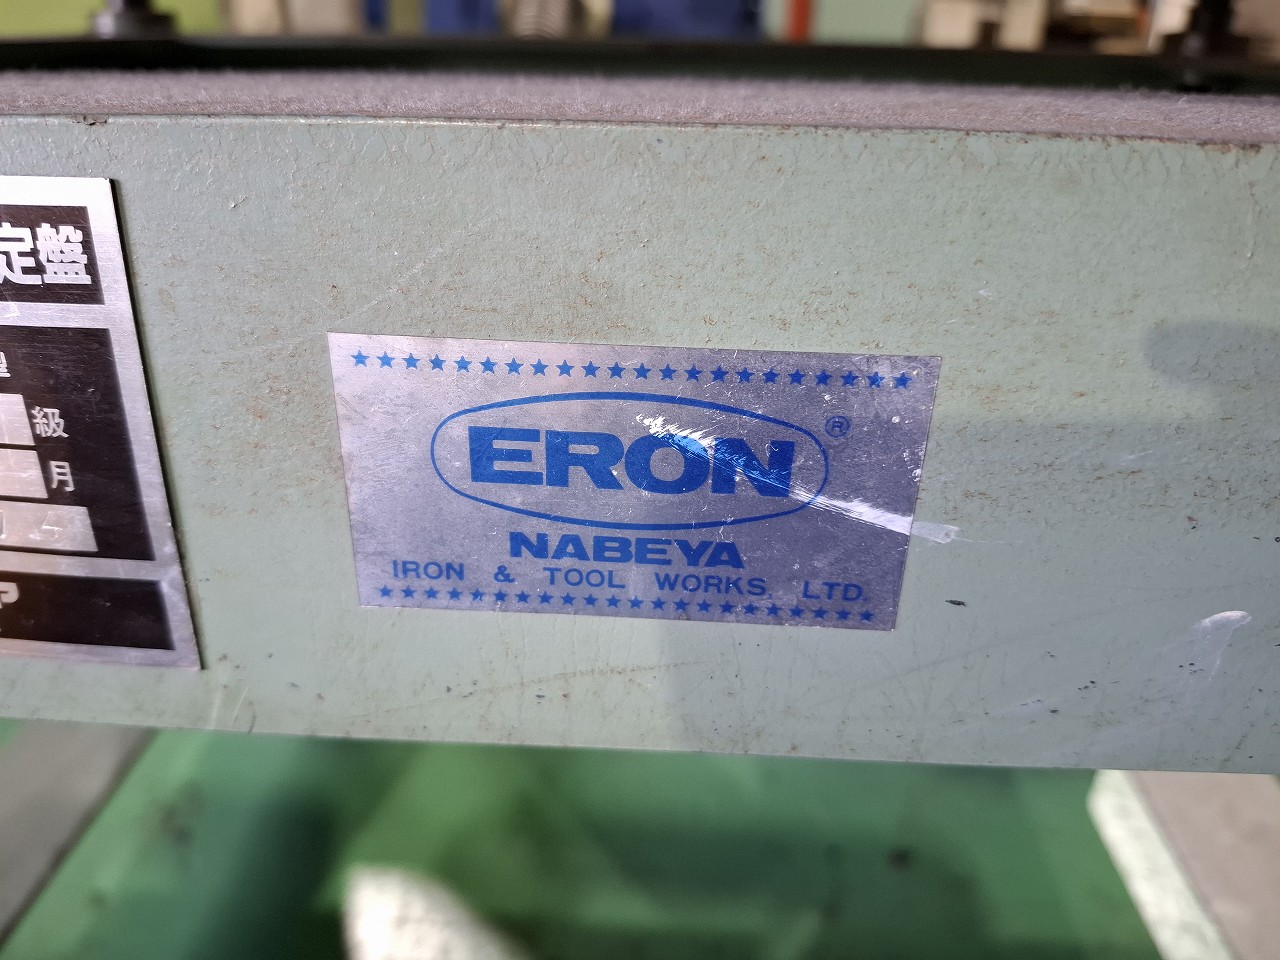 定盤
級
月
ERON®
NABEYA
IRON & TOOL WORKS, LTD.